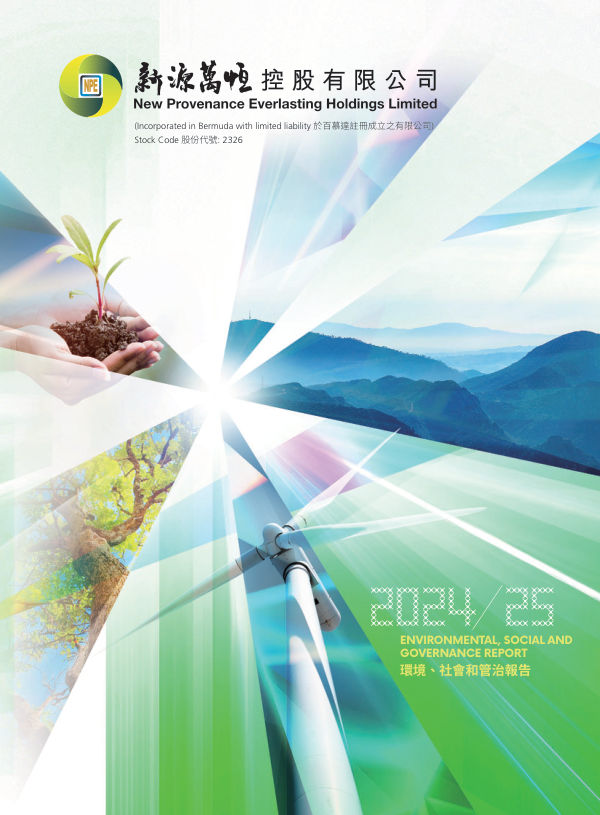 NPE
新源萬恒 控股有限公司
New Provenance Everlasting Holdings Limited
(Incorporated in Bermuda with limited liability 於百慕達註冊成立之有限公司)
Stock Code 股份代號: 2326
2024/25
ENVIRONMENTAL, SOCIAL AND
GOVERNANCE REPORT
環境、社會和管治報告